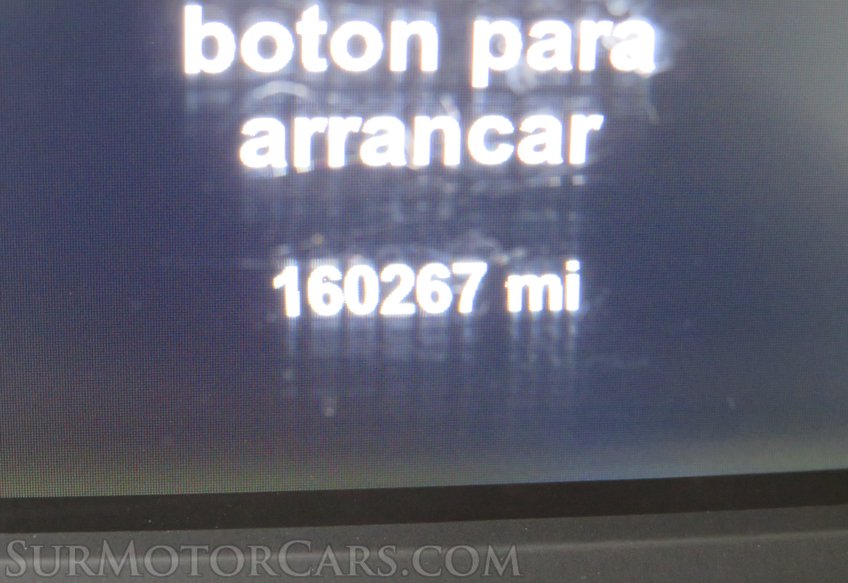 boton para
arrancar
160267 mi
SURMOTORCARS.COM